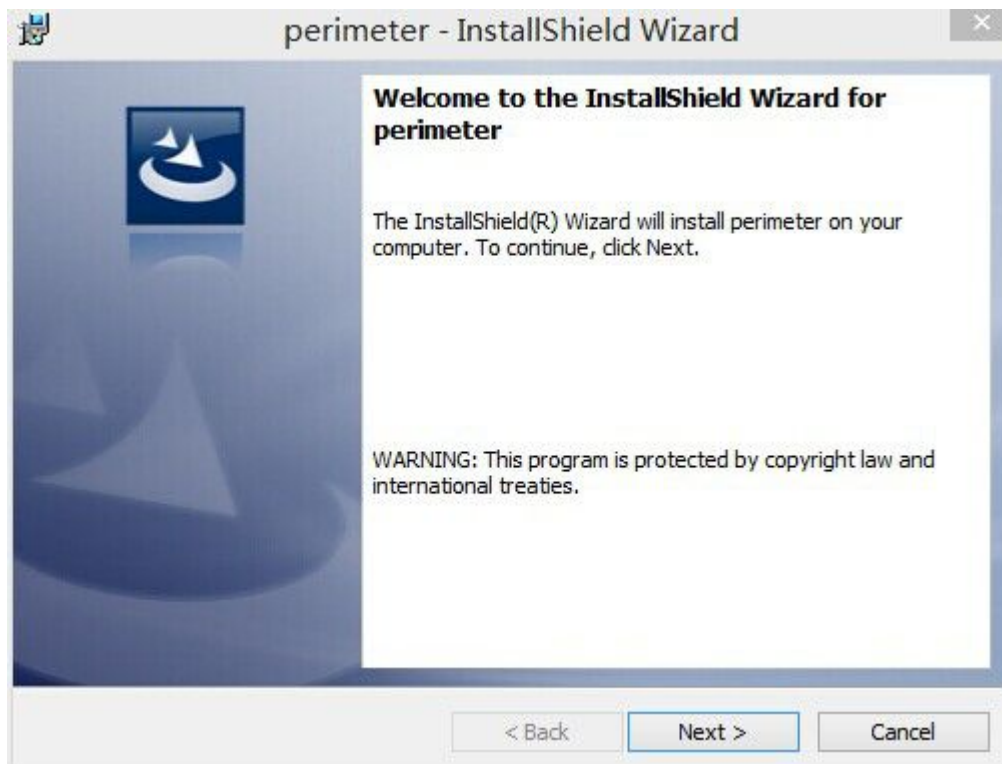 perimeter - InstallShield Wizard
Welcome to the InstallShield Wizard for
perimeter
The InstallShield(R) Wizard will install perimeter on your
computer. To continue, click Next.
WARNING: This program is protected by copyright law and
international treaties.
< Back Next > Cancel